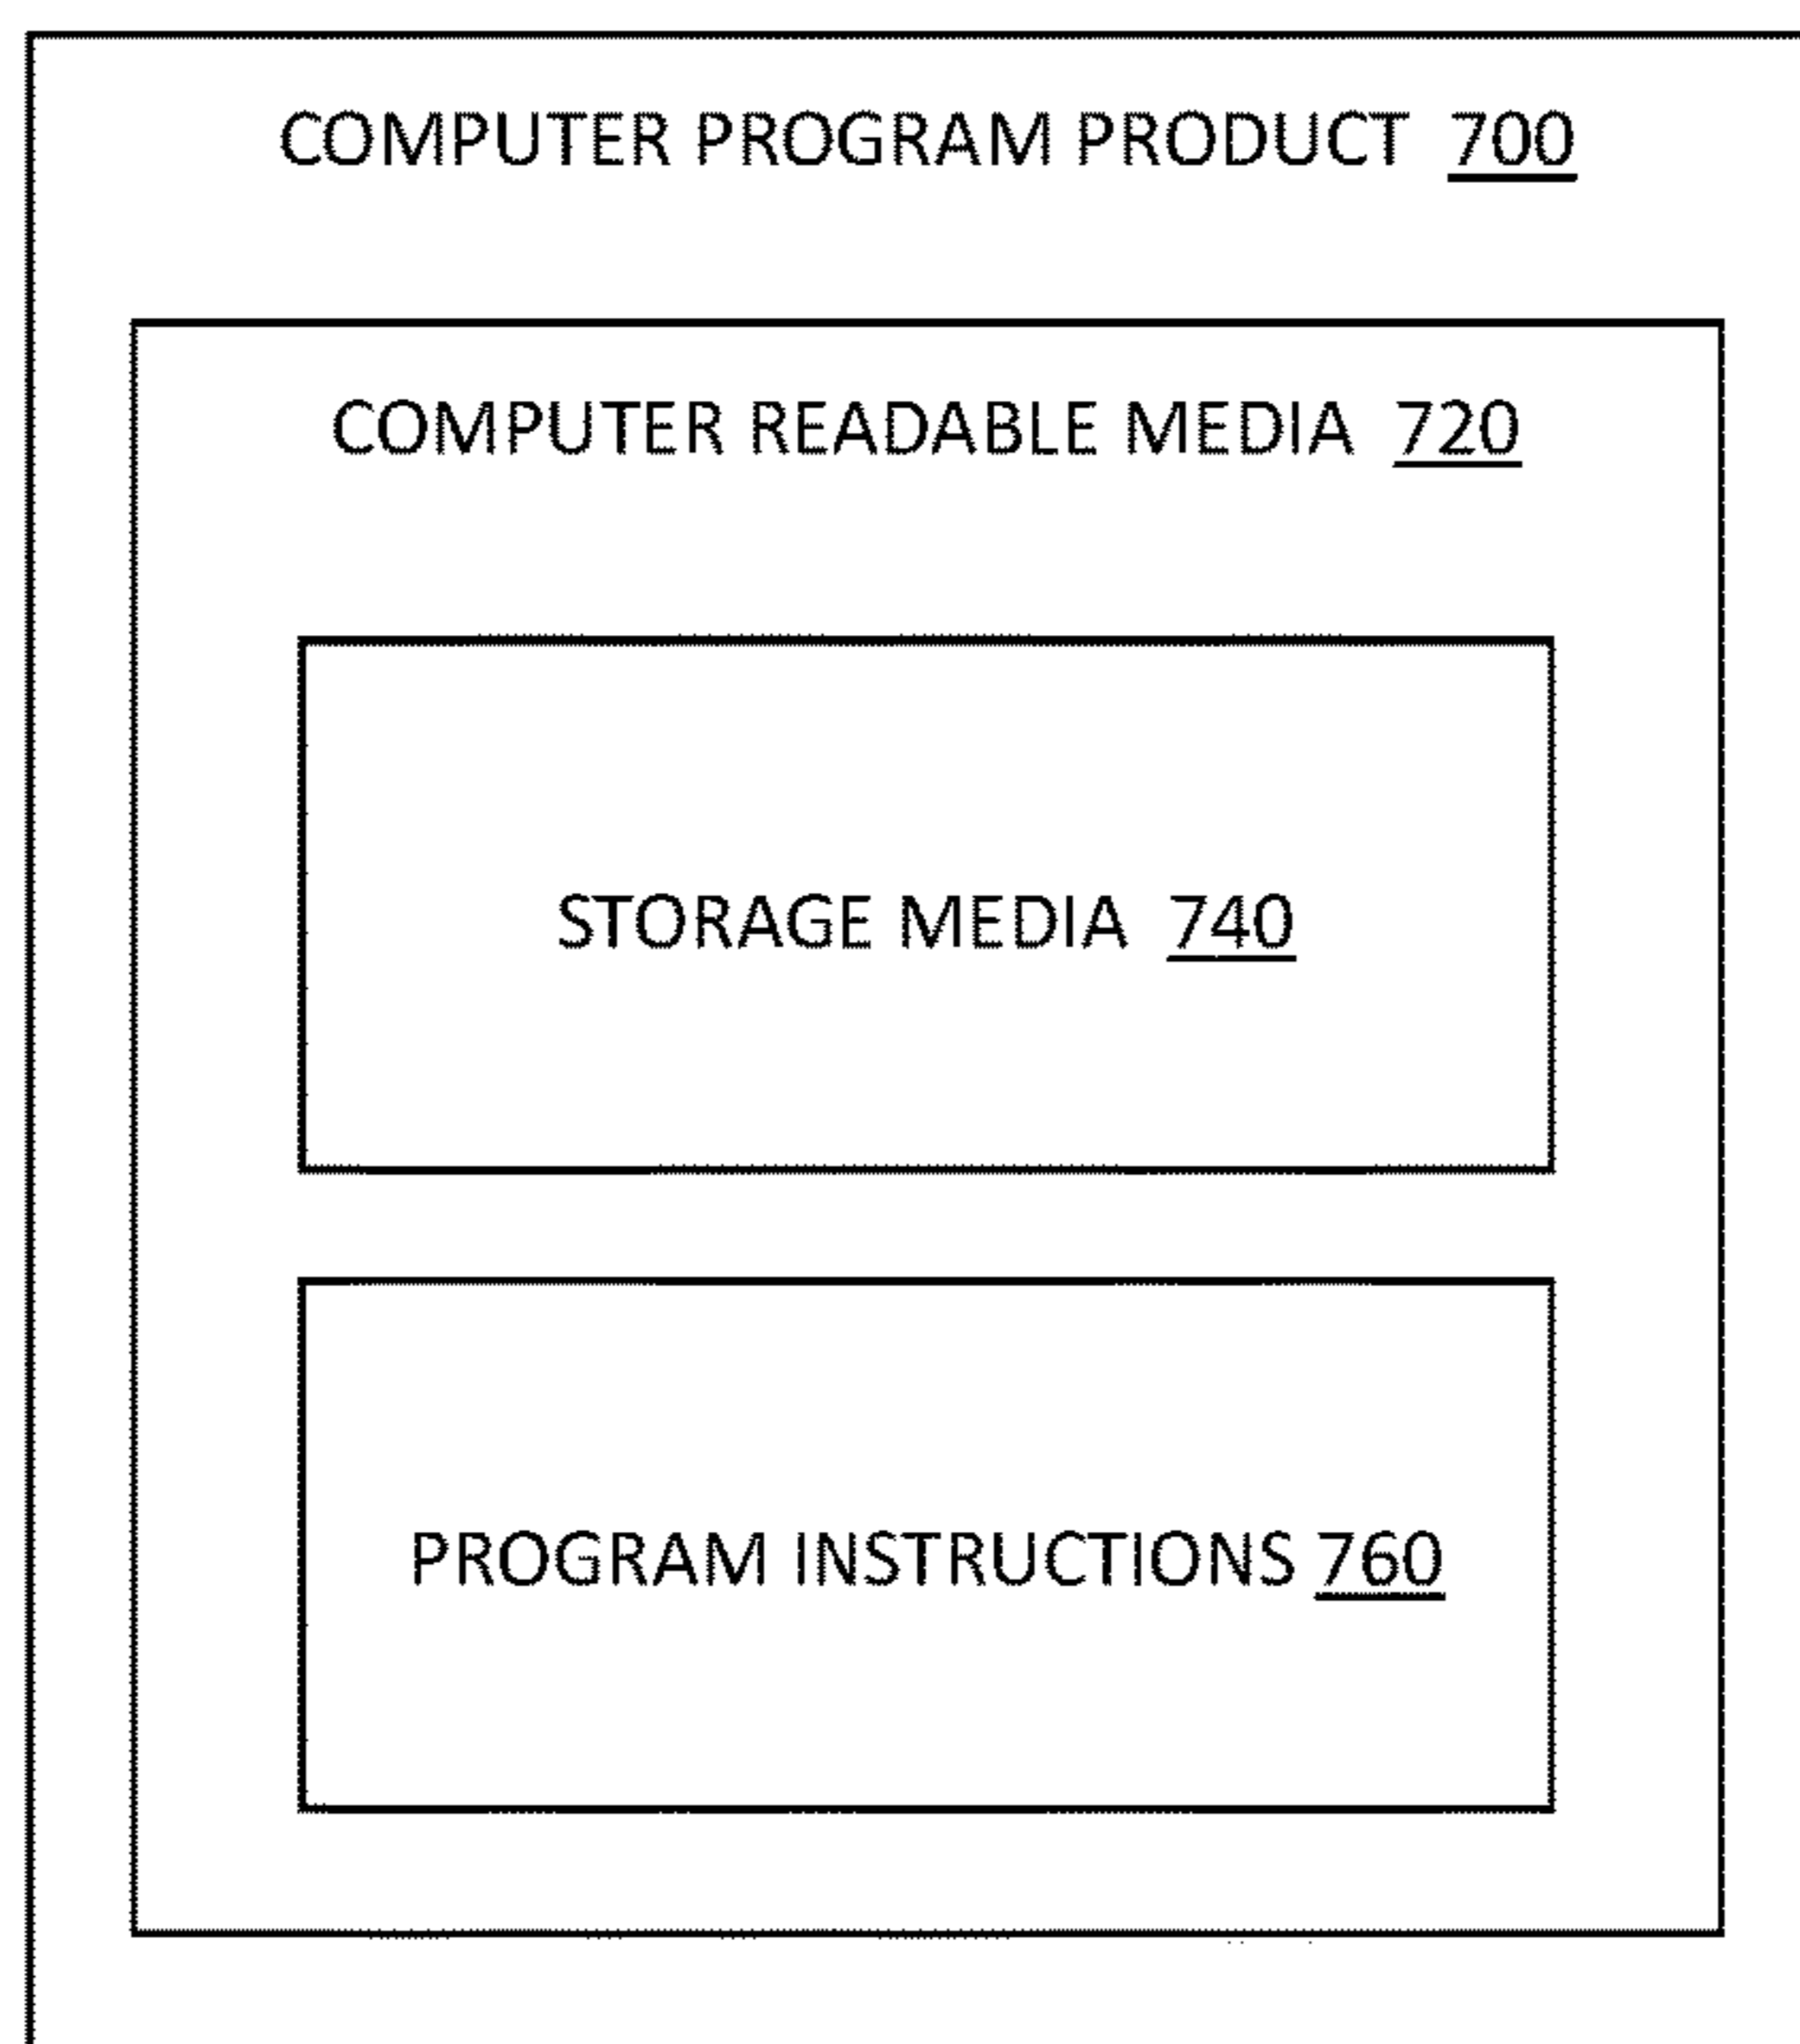 COMPUTER PROGRAM PRODUCT 700
COMPUTER READABLE MEDIA 720
STORAGE MEDIA 740
PROGRAM INSTRUCTIONS 760